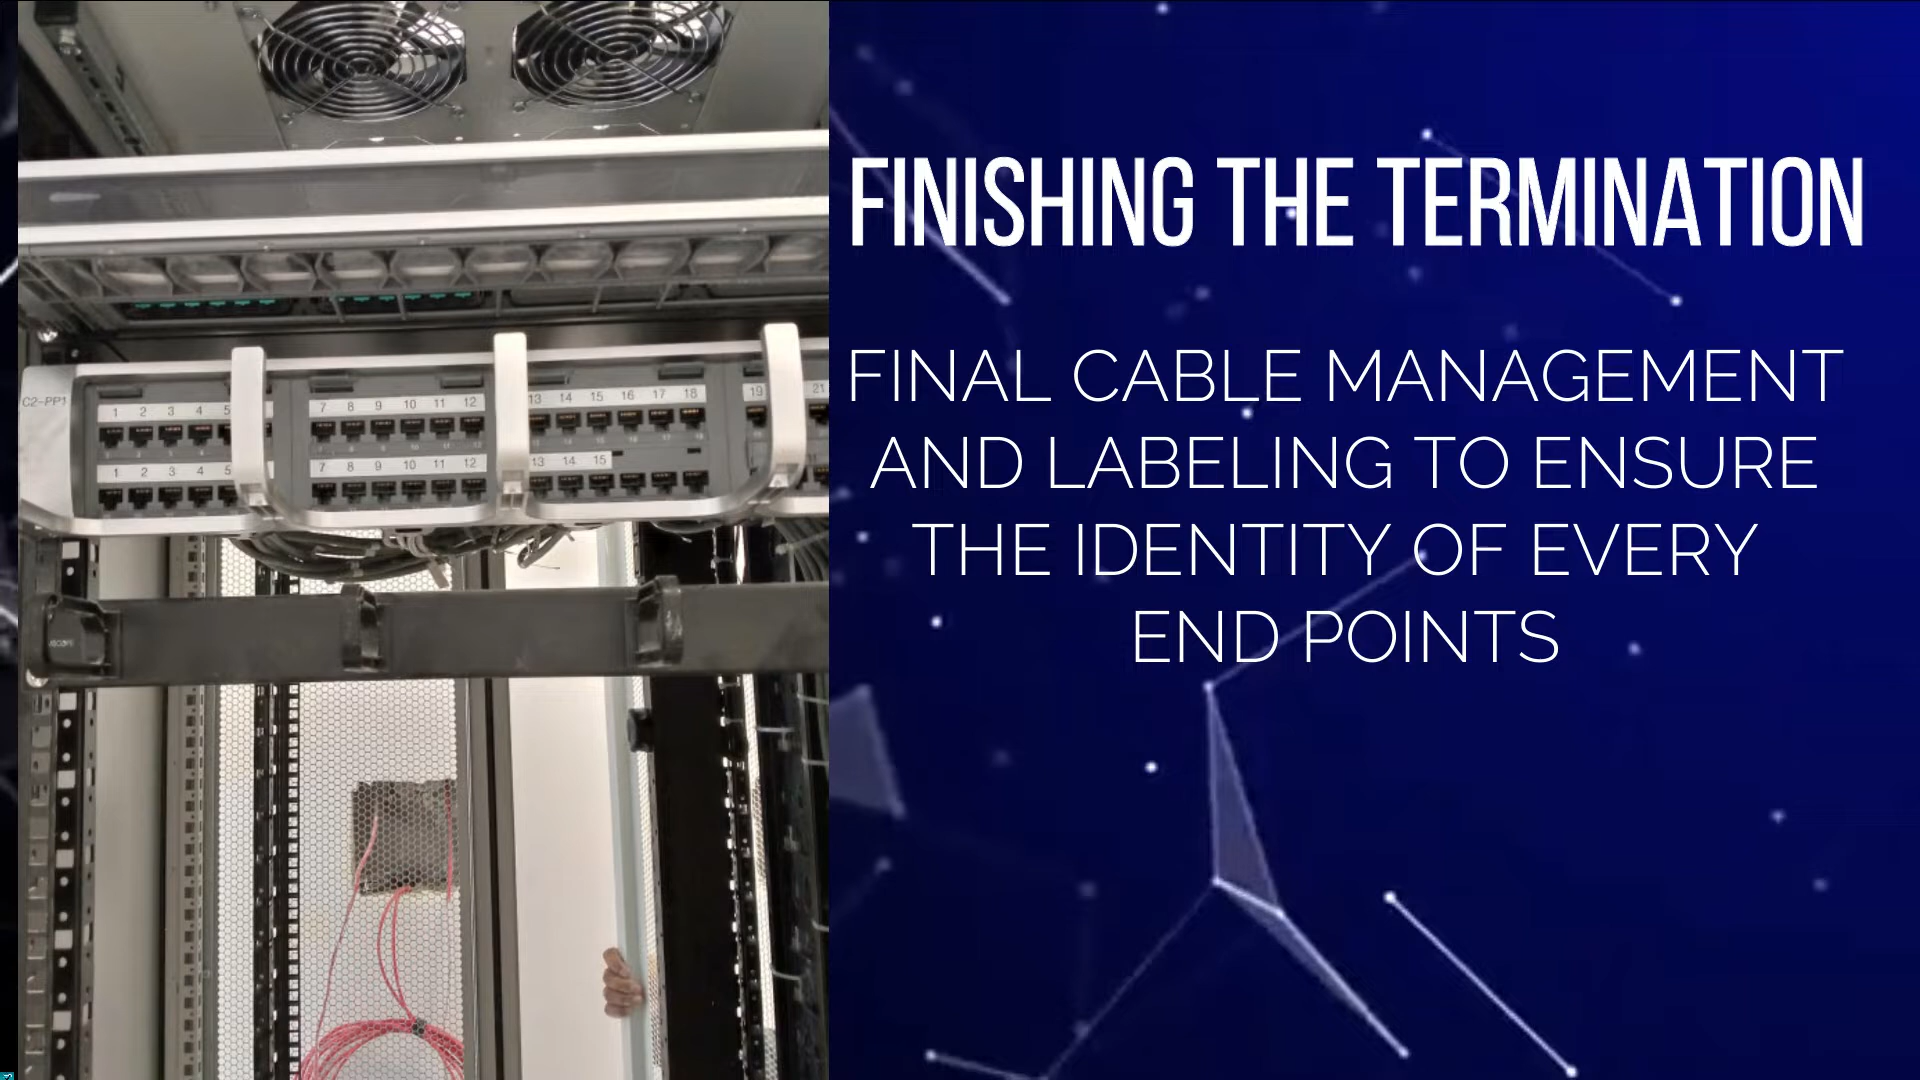 FINISHING THE TERMINATION
FINAL CABLE MANAGEMENT
AND LABELING TO ENSURE
THE IDENTITY OF EVERY
END POINTS
C2-PP1
1 2 3 4 5
7 8 9 10 11 12
13 14 15 16 17 18
19 21
1 2 3 4 5
7 8 9 10 11 12
13 14 15